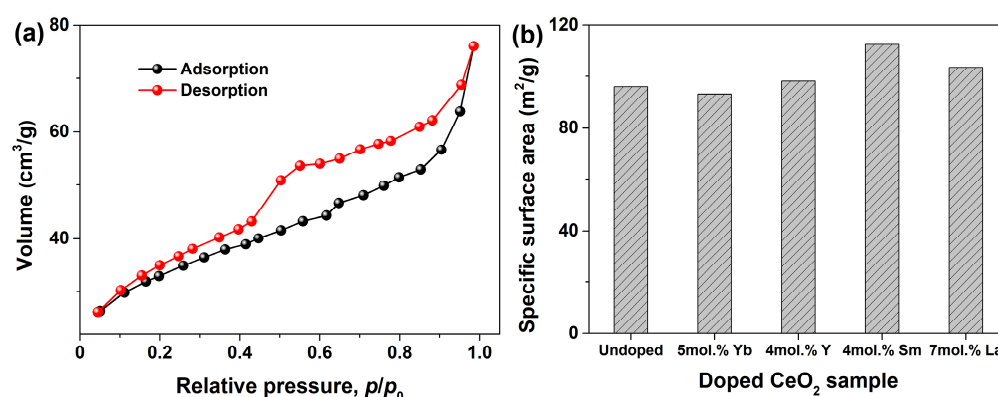 (a)
Adsorption
Desorption
Volume (cm³/g)
80
60
40
0
0.2
0.4
0.6
0.8
1.0
Relative pressure, p/p₀
(b)
Specific surface area (m²/g)
120
80
40
0
Undoped
5mol.% Yb
4mol.% Y
4mol.% Sm
7mol.% La
Doped CeO₂ sample